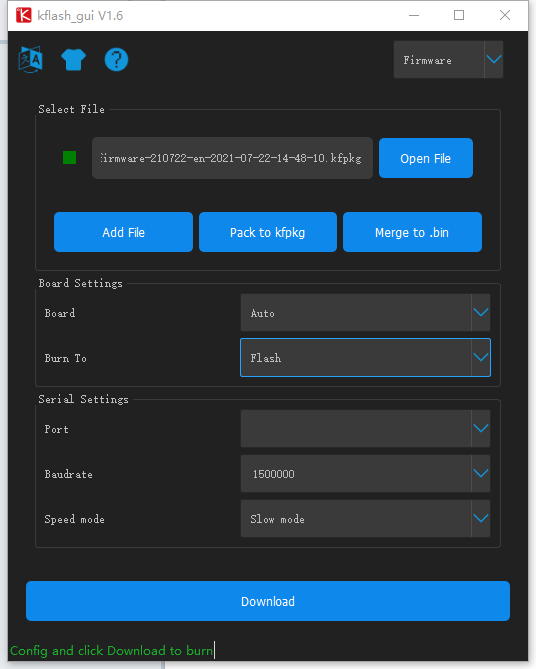 kflash_gui V1.6
Firmware
Select File
Firmware-210722-en-2021-07-22-14-48-10.kfpkg
Open File
Add File
Pack to kfpkg
Merge to .bin
Board Settings
Board
Auto
Burn To
Flash
Serial Settings
Port
Baudrate
1500000
Speed mode
Slow mode
Download
Config and click Download to burn